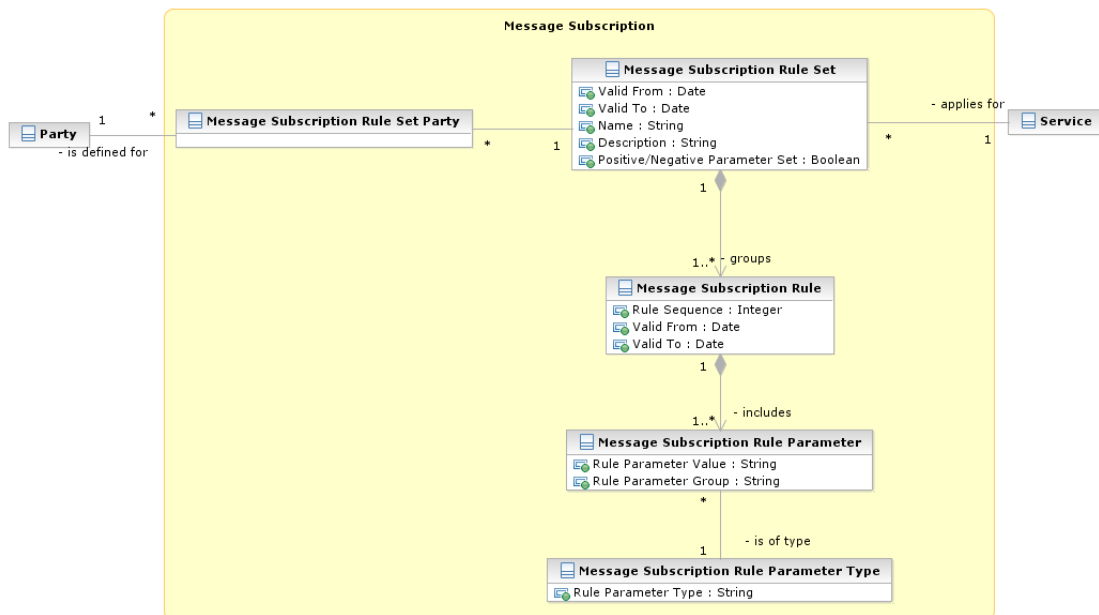 Message Subscription
Message Subscription Rule Set
Valid From : Date
Valid To : Date
Name : String
Description : String
Positive/Negative Parameter Set : Boolean
- applies for
Service
*
1
Party
1
*
- is defined for
Message Subscription Rule Set Party
*
1
1
1..*
- groups
Message Subscription Rule
Rule Sequence : Integer
Valid From : Date
Valid To : Date
1
- includes
1..*
Message Subscription Rule Parameter
Rule Parameter Value : String
Rule Parameter Group : String
*
- is of type
1
Message Subscription Rule Parameter Type
Rule Parameter Type : String